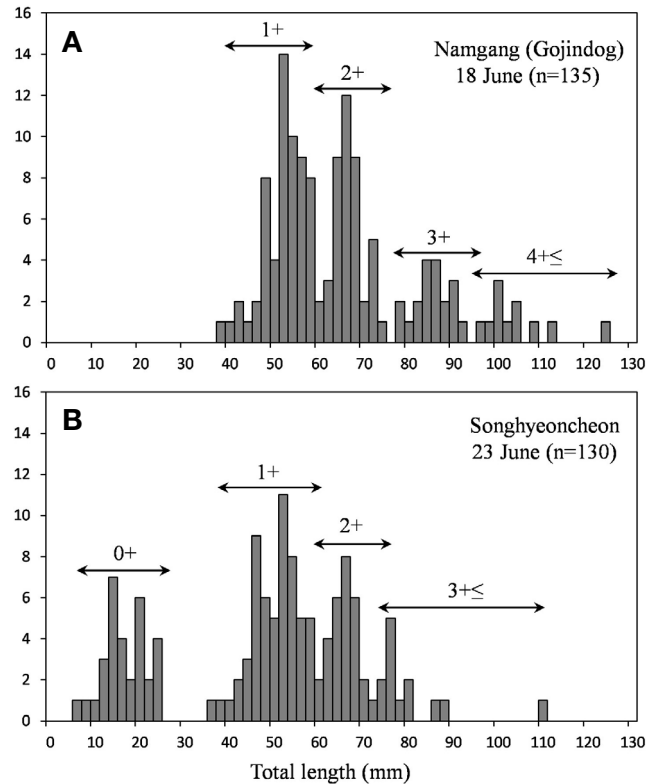 A
Namgang (Gojindog)
18 June (n=135)
1+
2+
3+
4+≤
16
14
12
10
8
6
4
2
0
0 10 20 30 40 50 60 70 80 90 100 110 120 130
B
Songhyeoncheon
23 June (n=130)
0+
1+
2+
3+≤
16
14
12
10
8
6
4
2
0
0 10 20 30 40 50 60 70 80 90 100 110 120 130
Total length (mm)